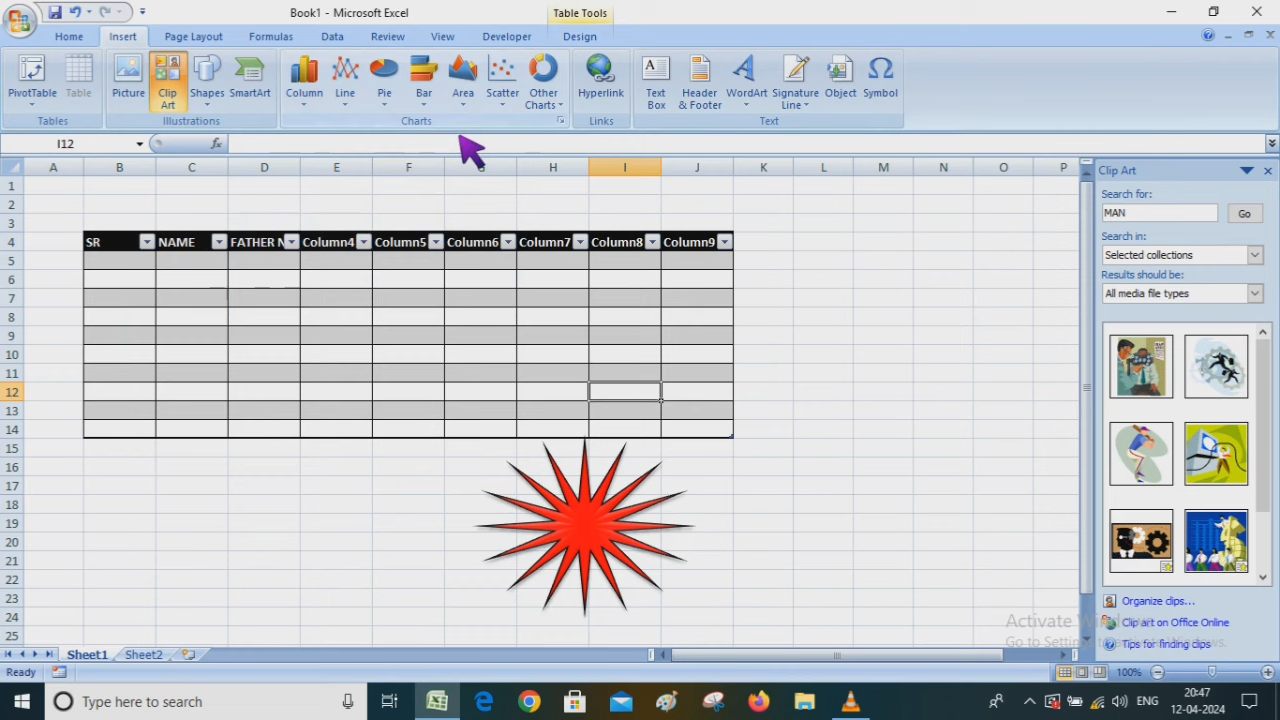 Book1 - Microsoft Excel
Table Tools
Home Insert Page Layout Formulas Data Review View Developer Design
PivotTable Table Picture Clip Art Shapes SmartArt Column Line Pie Bar Area Scatter Other Charts Hyperlink Text Box Header & Footer WordArt Signature Line Object Symbol
Tables Illustrations Charts Links Text
I12 fx
A B C D E F G H I J K L M N O P
1
2
3
4 SR NAME FATHER N Column4 Column5 Column6 Column7 Column8 Column9
5
6
7
8
9
10
11
12
13
14
15
16
17
18
19
20
21
22
23
24
25
Clip Art
Search for:
MAN Go
Search in:
Selected collections
Results should be:
All media file types
Organize clips...
Clip art on Office Online
Tips for finding clips
Go to Settings
Sheet1 Sheet2
Ready 100%
Type here to search
ENG
20:47
12-04-2024